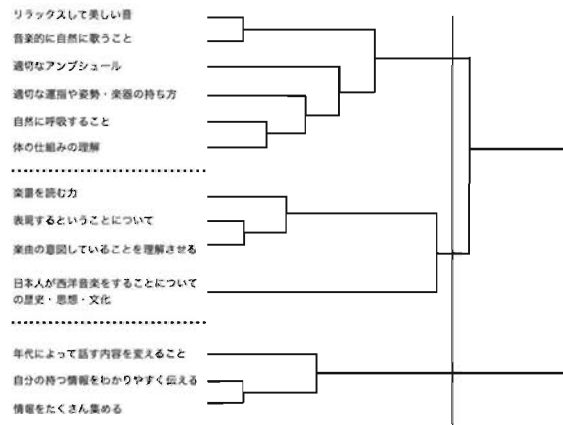 リラックスして美しい音
音楽的に自然に歌うこと
適切なアンブシュール
適切な運指や姿勢・楽器の持ち方
自然に呼吸すること
体の仕組みの理解
楽譜を読む力
表現するということについて
楽曲の意図していることを理解させる
日本人が西洋音楽をすることについて
の歴史・思想・文化
年代によって話す内容を変えること
自分の持つ情報をわかりやすく伝える
情報をたくさん集める